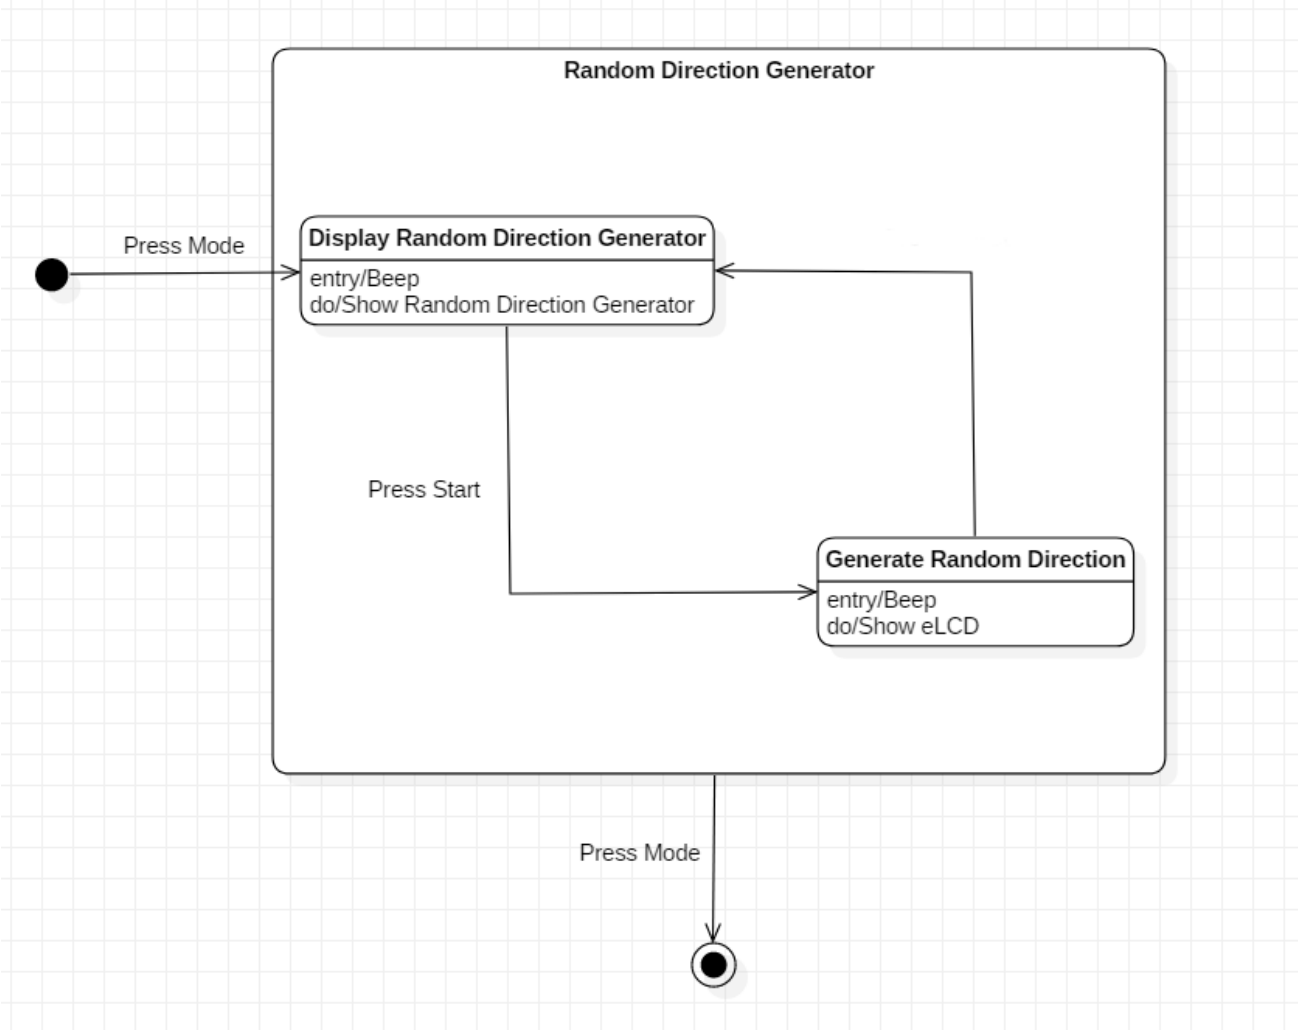 Random Direction Generator
Press Mode
Display Random Direction Generator
entry/Beep
do/Show Random Direction Generator
Press Start
Generate Random Direction
entry/Beep
do/Show eLCD
Press Mode